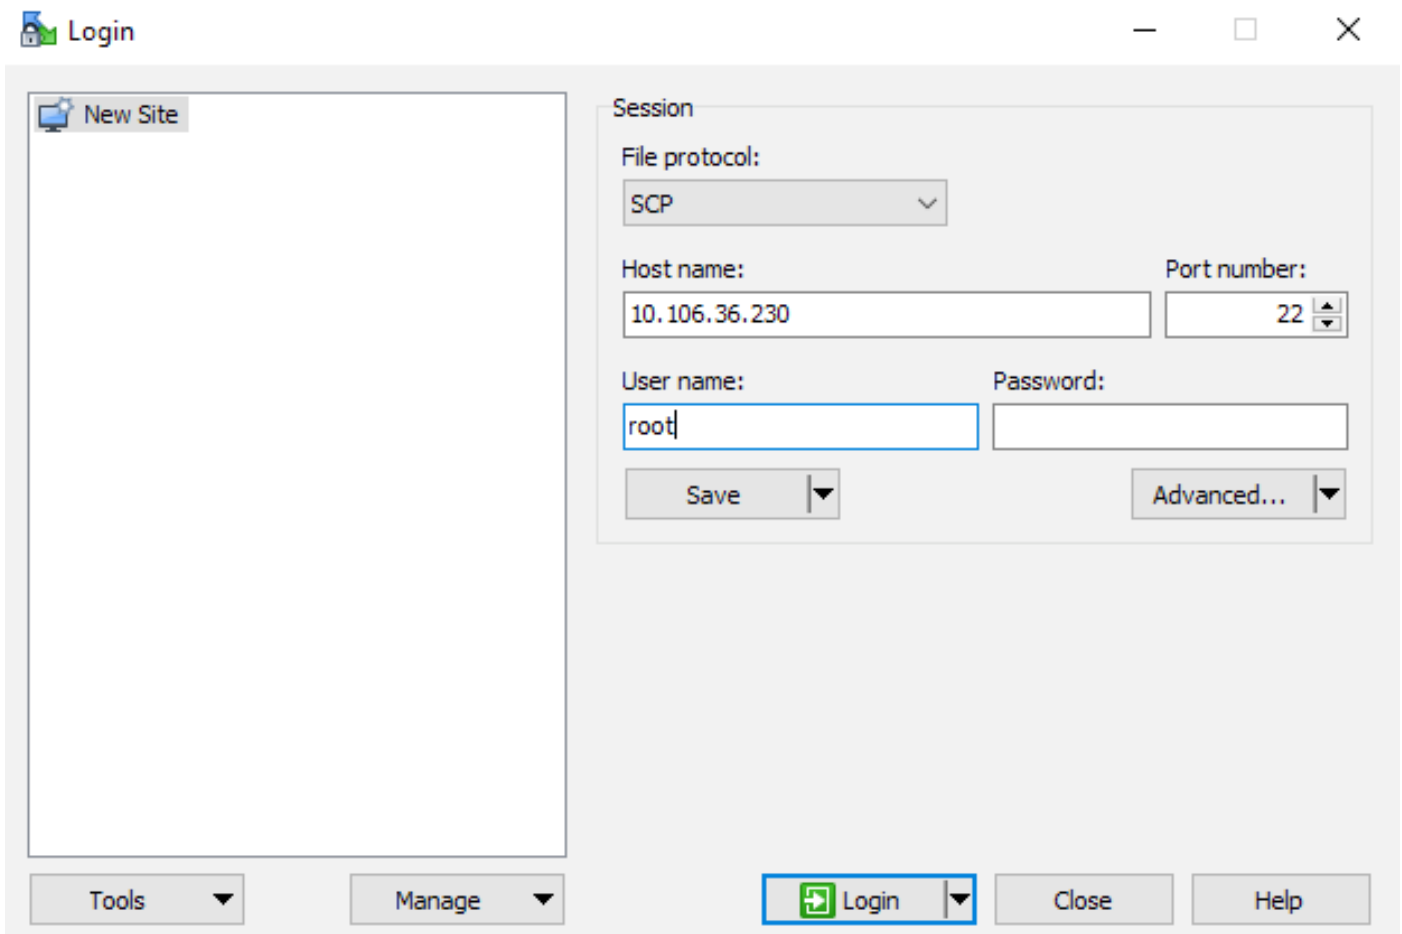 Login
New Site
Session
File protocol:
SCP
Host name: Port number:
10.106.36.230 22
User name: Password:
root
Save Advanced...
Tools Manage Login Close Help